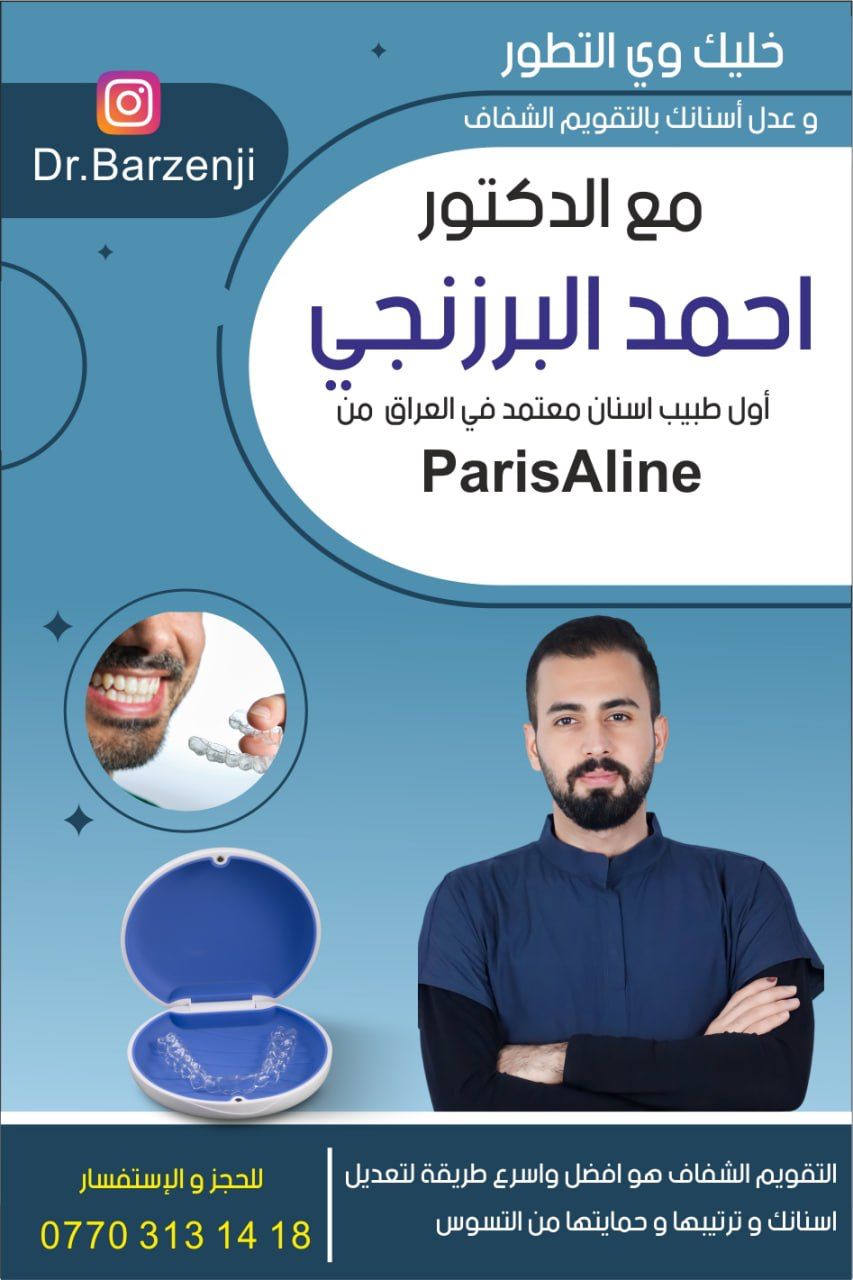 خليك وي التطور
و عدل أسنانك بالتقويم الشفاف
Dr.Barzenji
مع الدكتور
احمد البرزنجي
أول طبيب اسنان معتمد في العراق من
ParisAline
التقويم الشفاف هو افضل واسرع طريقة لتعديل
اسنانك و ترتيبها و حمايتها من التسوس
للحجز و الإستفسار
0770 313 14 18